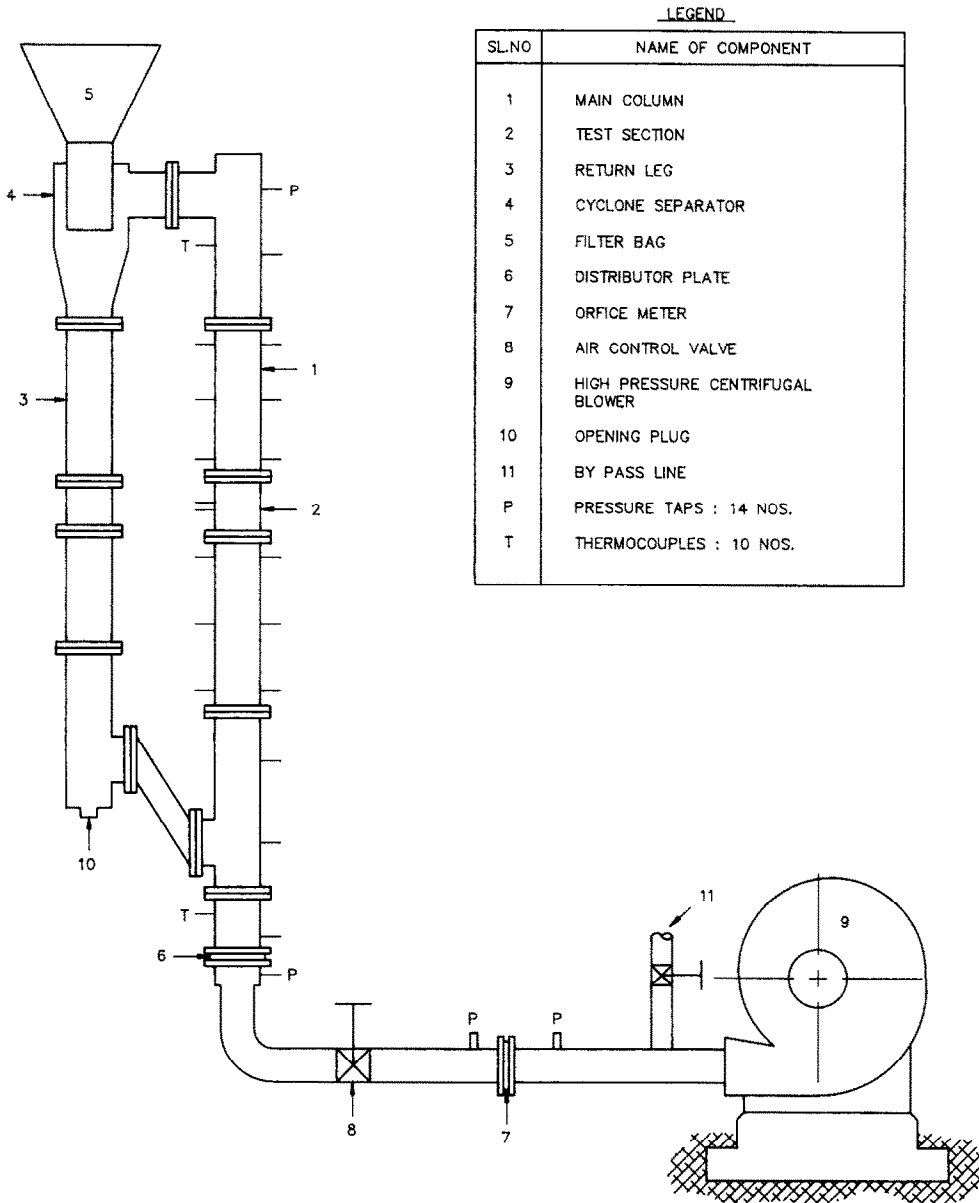 LEGEND
SL.NO NAME OF COMPONENT
1 MAIN COLUMN
2 TEST SECTION
3 RETURN LEG
4 CYCLONE SEPARATOR
5 FILTER BAG
6 DISTRIBUTOR PLATE
7 ORFICE METER
8 AIR CONTROL VALVE
9 HIGH PRESSURE CENTRIFUGAL
BLOWER
10 OPENING PLUG
11 BY PASS LINE
P PRESSURE TAPS : 14 NOS.
T THERMOCOUPLES : 10 NOS.
5
4
P
T
1
3
2
10
T
11
9
6
P
P
P
8
7